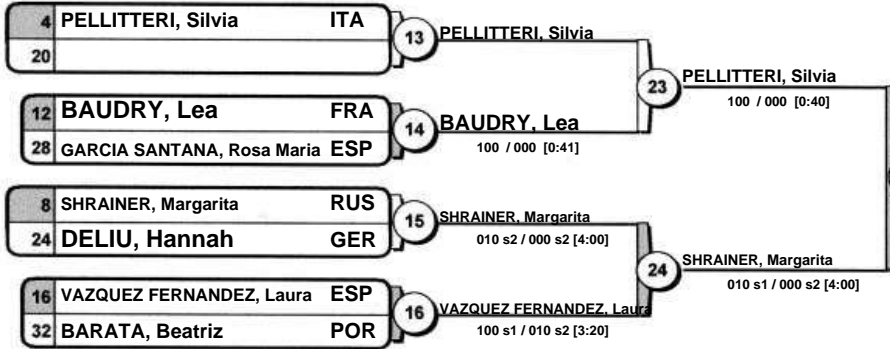 4 PELLITTERI, Silvia ITA
20
13 PELLITTERI, Silvia
12 BAUDRY, Lea FRA
28 GARCIA SANTANA, Rosa Maria ESP
14 BAUDRY, Lea
100 / 000 [0:41]
23 PELLITTERI, Silvia
100 / 000 [0:40]
8 SHRAINER, Margarita RUS
24 DELIU, Hannah GER
15 SHRAINER, Margarita
010 s2 / 000 s2 [4:00]
16 VAZQUEZ FERNANDEZ, Laura ESP
32 BARATA, Beatriz POR
16 VAZQUEZ FERNANDEZ, Laura
100 s1 / 010 s2 [3:20]
24 SHRAINER, Margarita
010 s1 / 000 s2 [4:00]